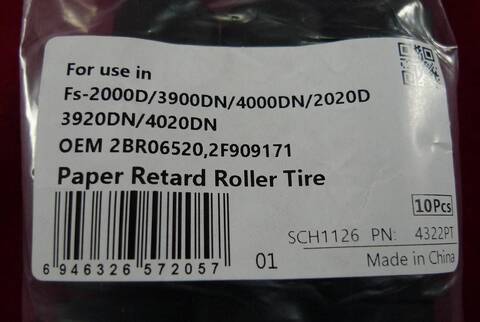 For use in
Fs-2000D/3900DN/4000DN/2020D
3920DN/4020DN
OEM 2BR06520,2F909171
Paper Retard Roller Tire
10Pcs
SCH1126 PN: 4322PT
6 946326 572057 01
Made in China